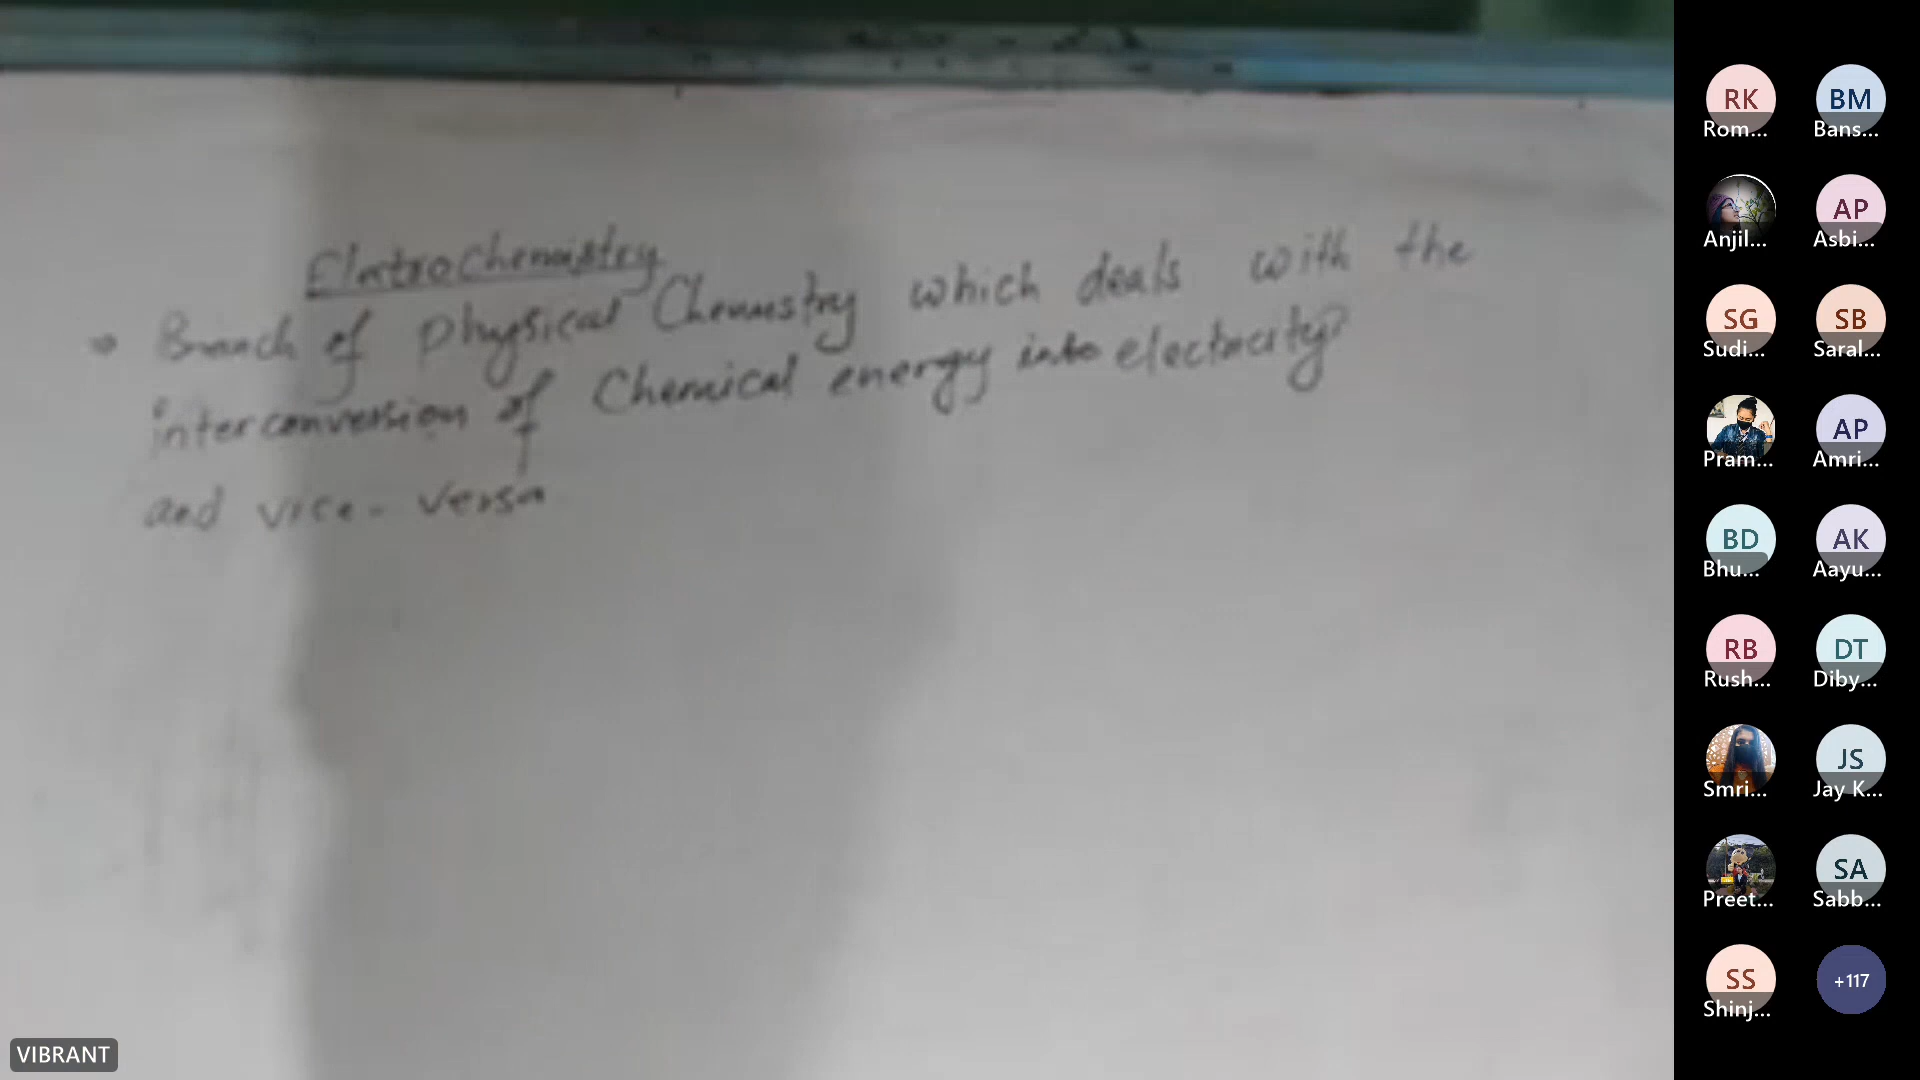 Electrochemistry
⇒ Branch of physical Chemistry which deals with the
interconversion of Chemical energy into electricity
and vice-versa
VIBRANT
RK
Rom...
BM
Bans...
Anjil...
AP
Asbi...
SG
Sudi...
SB
Saral...
Pram...
AP
Amri...
BD
Bhu...
AK
Aayu...
RB
Rush...
DT
Diby...
Smri...
JS
Jay K...
Preet...
SA
Sabb...
SS
Shinj...
+117